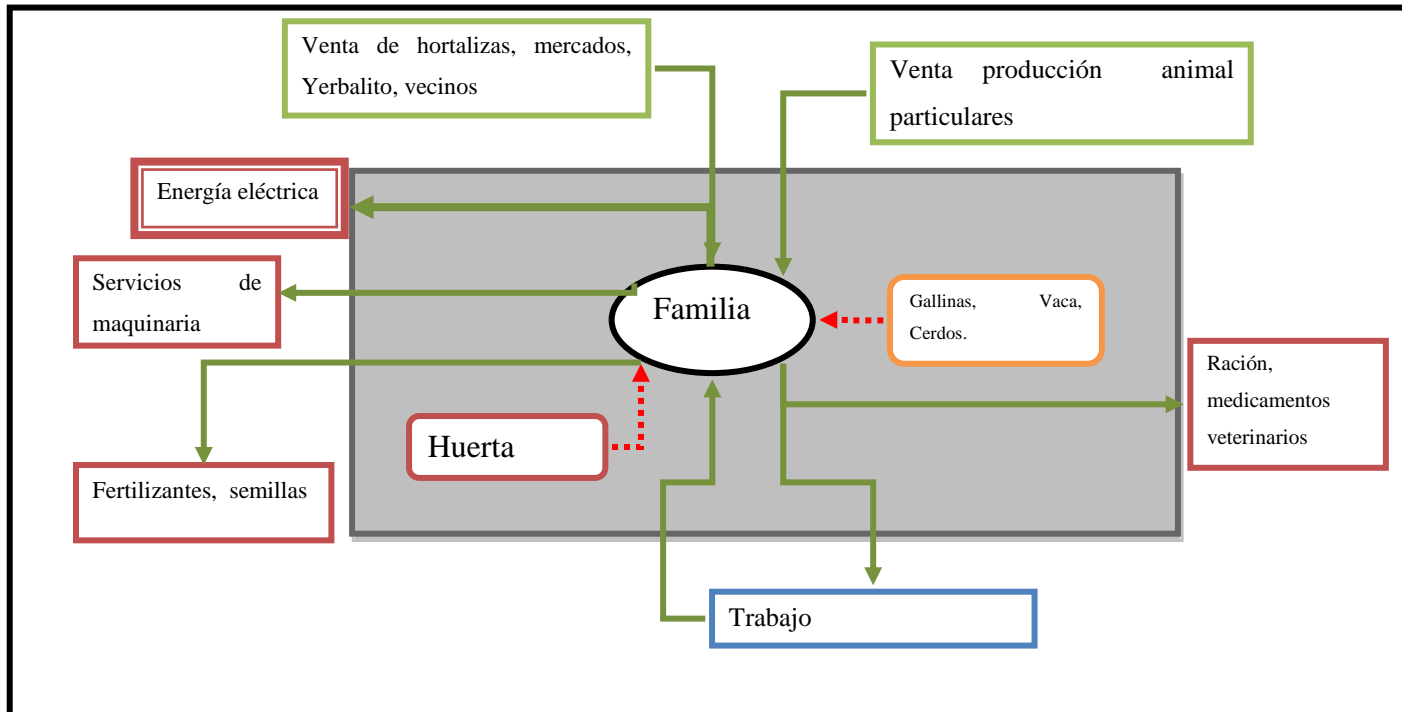 Venta de hortalizas, mercados,
Yerbalito, vecinos
Venta producción animal
particulares
Energía eléctrica
Servicios de
maquinaria
Familia
Gallinas, Vaca,
Cerdos.
Ración,
medicamentos
veterinarios
Huerta
Fertilizantes, semillas
Trabajo